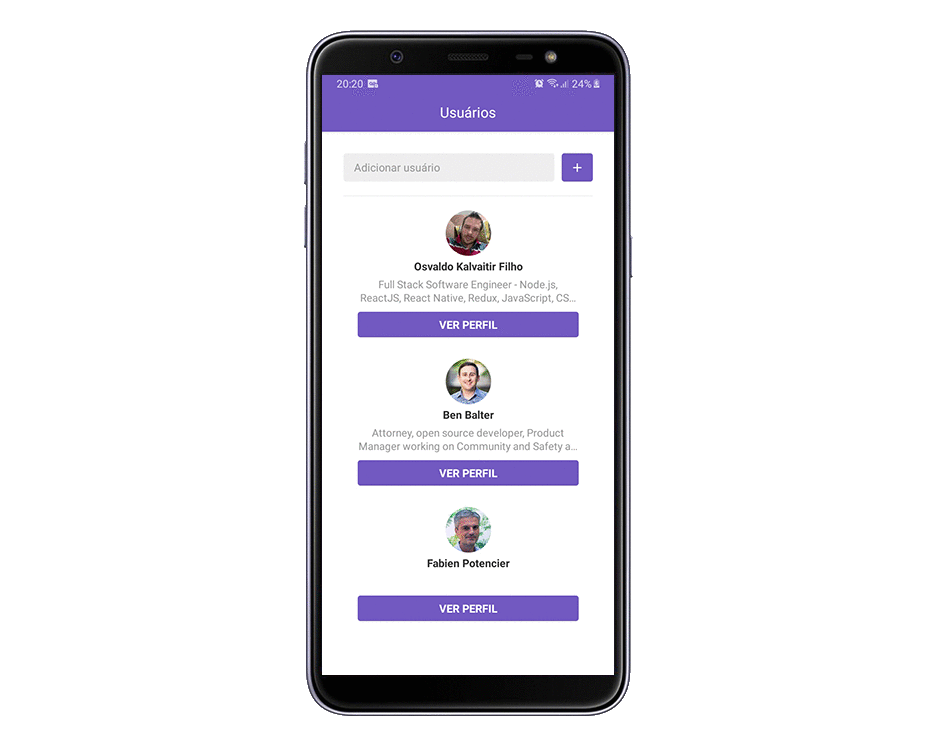 20:20 24%
Usuários
Adicionar usuário +
Osvaldo Kalvaitir Filho
Full Stack Software Engineer - Node.js,
ReactJS, React Native, Redux, JavaScript, CS...
VER PERFIL
Ben Balter
Attorney, open source developer, Product
Manager working on Community and Safety a...
VER PERFIL
Fabien Potencier
VER PERFIL